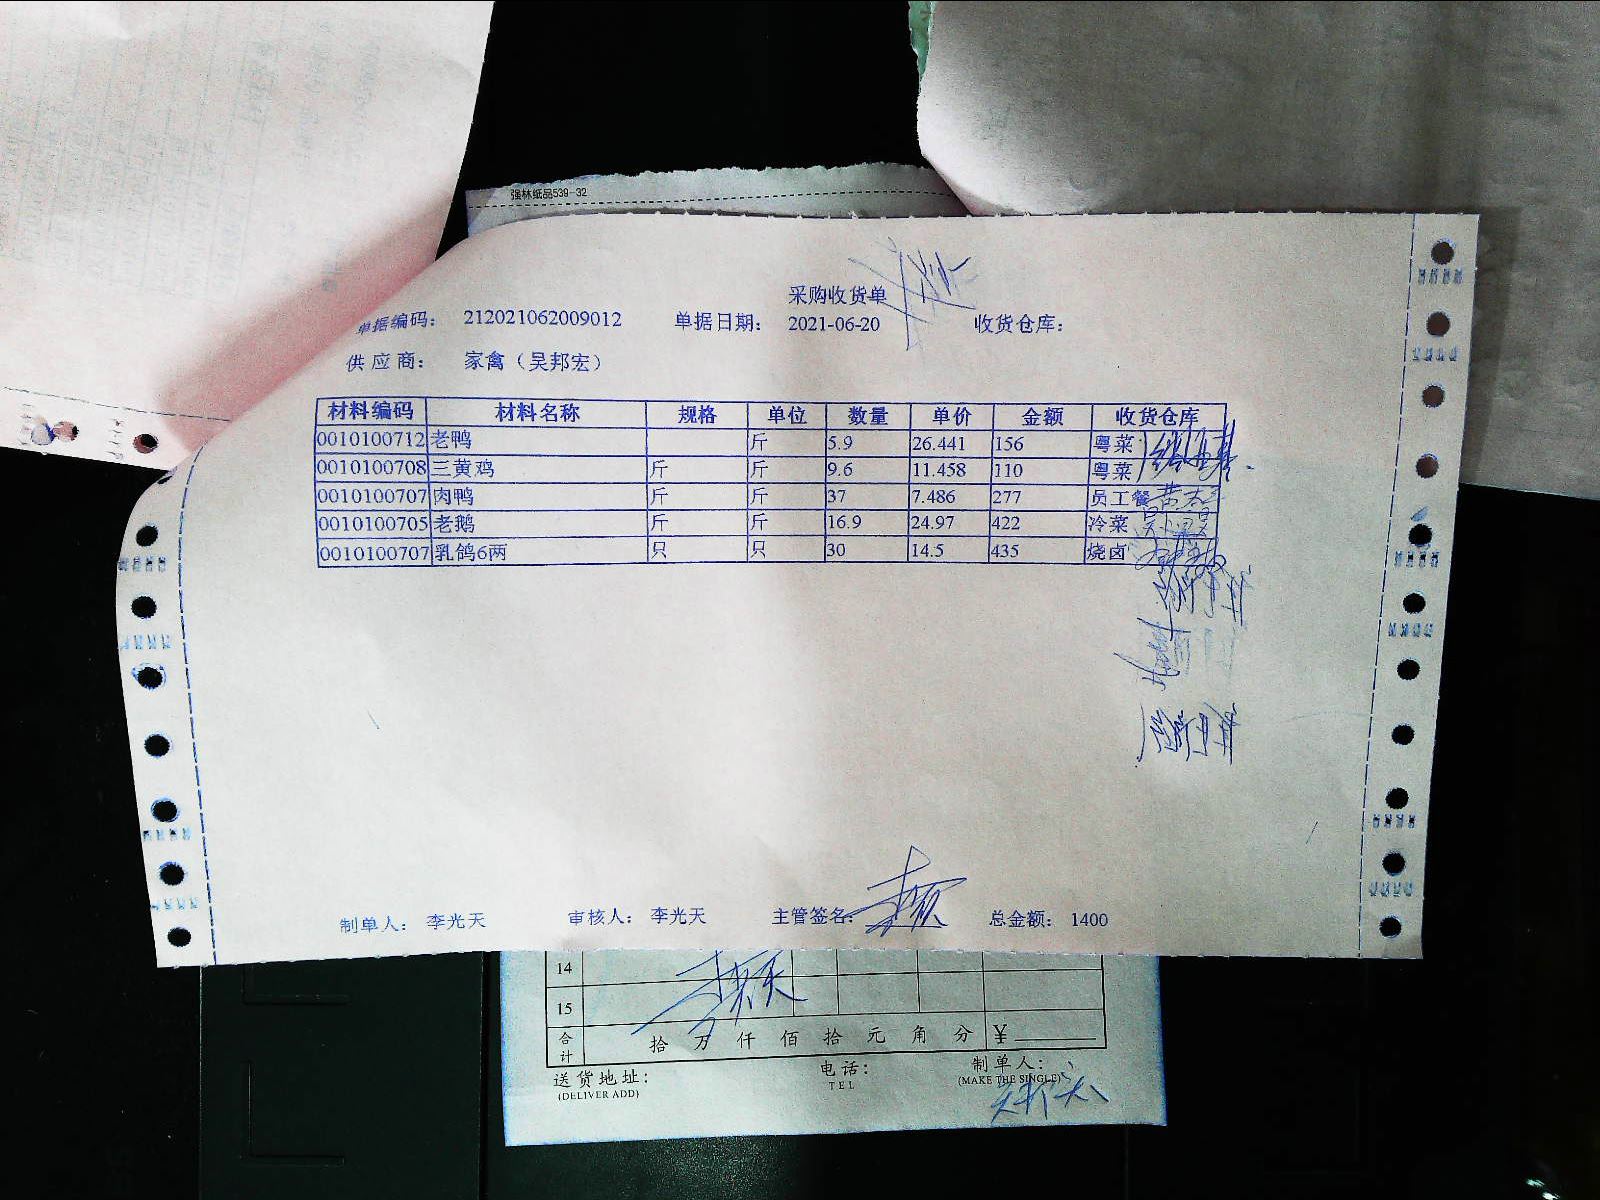 强林纸品539-32
采购收货单
单据编码： 212021062009012 单据日期： 2021-06-20 收货仓库：
供应商： 家禽（吴邦宏）
材料编码 材料名称 规格 单位 数量 单价 金额 收货仓库
0010100712 老鸭 斤 5.9 26.441 156 粤菜
0010100708 三黄鸡 斤 斤 9.6 11.458 110 粤菜
0010100707 肉鸭 斤 斤 37 7.486 277 员工餐
0010100705 老鹅 斤 斤 16.9 24.97 422 冷菜
0010100707 乳鸽6两 只 只 30 14.5 435 烧卤
制单人： 李光天 审核人： 李光天 主管签名： 总金额： 1400
14
15
合计 拾 万 仟 佰 拾 元 角 分 ¥
送货地址： 电话： 制单人：
(DELIVER ADD) TEL (MAKE THE SINGLE)